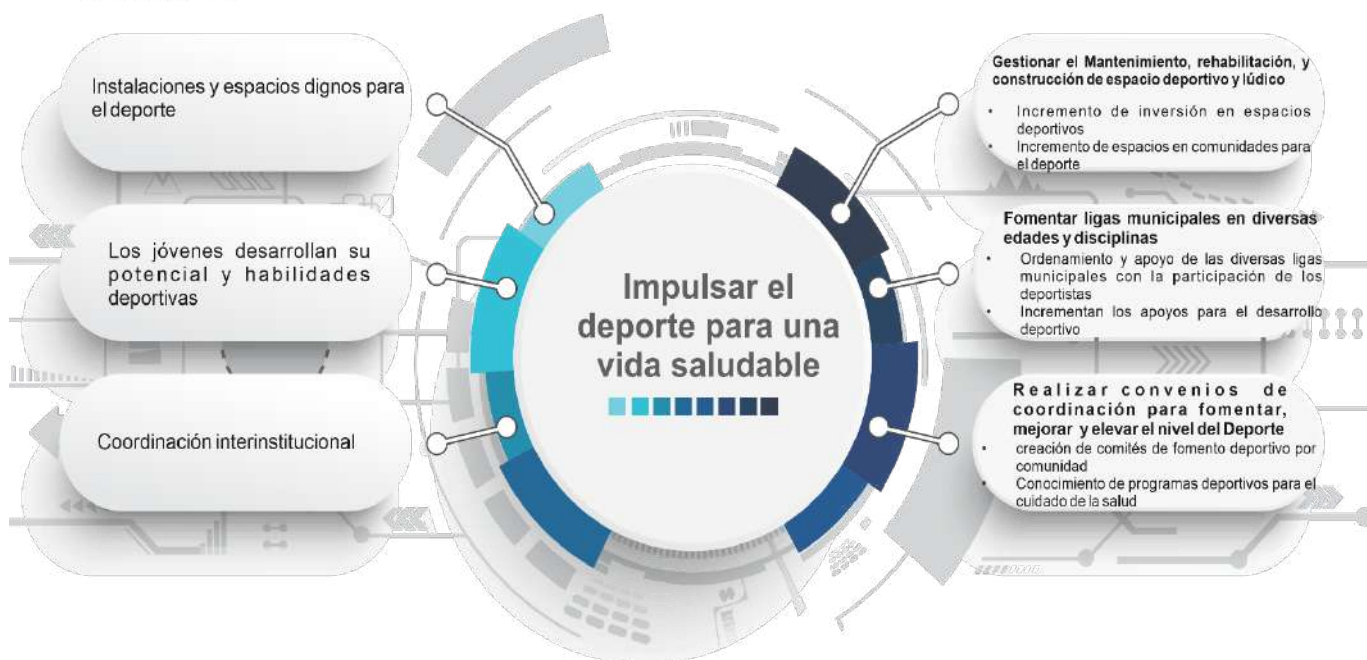 Instalaciones y espacios dignos para
el deporte
Los jóvenes desarrollan su
potencial y habilidades
deportivas
Coordinación interinstitucional
Impulsar el
deporte para una
vida saludable
Gestionar el Mantenimiento, rehabilitación, y
construcción de espacio deportivo y lúdico
• Incremento de inversión en espacios
deportivos
• Incremento de espacios en comunidades para
el deporte
Fomentar ligas municipales en diversas
edades y disciplinas
• Ordenamiento y apoyo de las diversas ligas
municipales con la participación de los
deportistas
• Incrementan los apoyos para el desarrollo
deportivo
Realizar convenios de
coordinación para fomentar,
mejorar y elevar el nivel del Deporte
• creación de comités de fomento deportivo por
comunidad
• Conocimiento de programas deportivos para el
cuidado de la salud